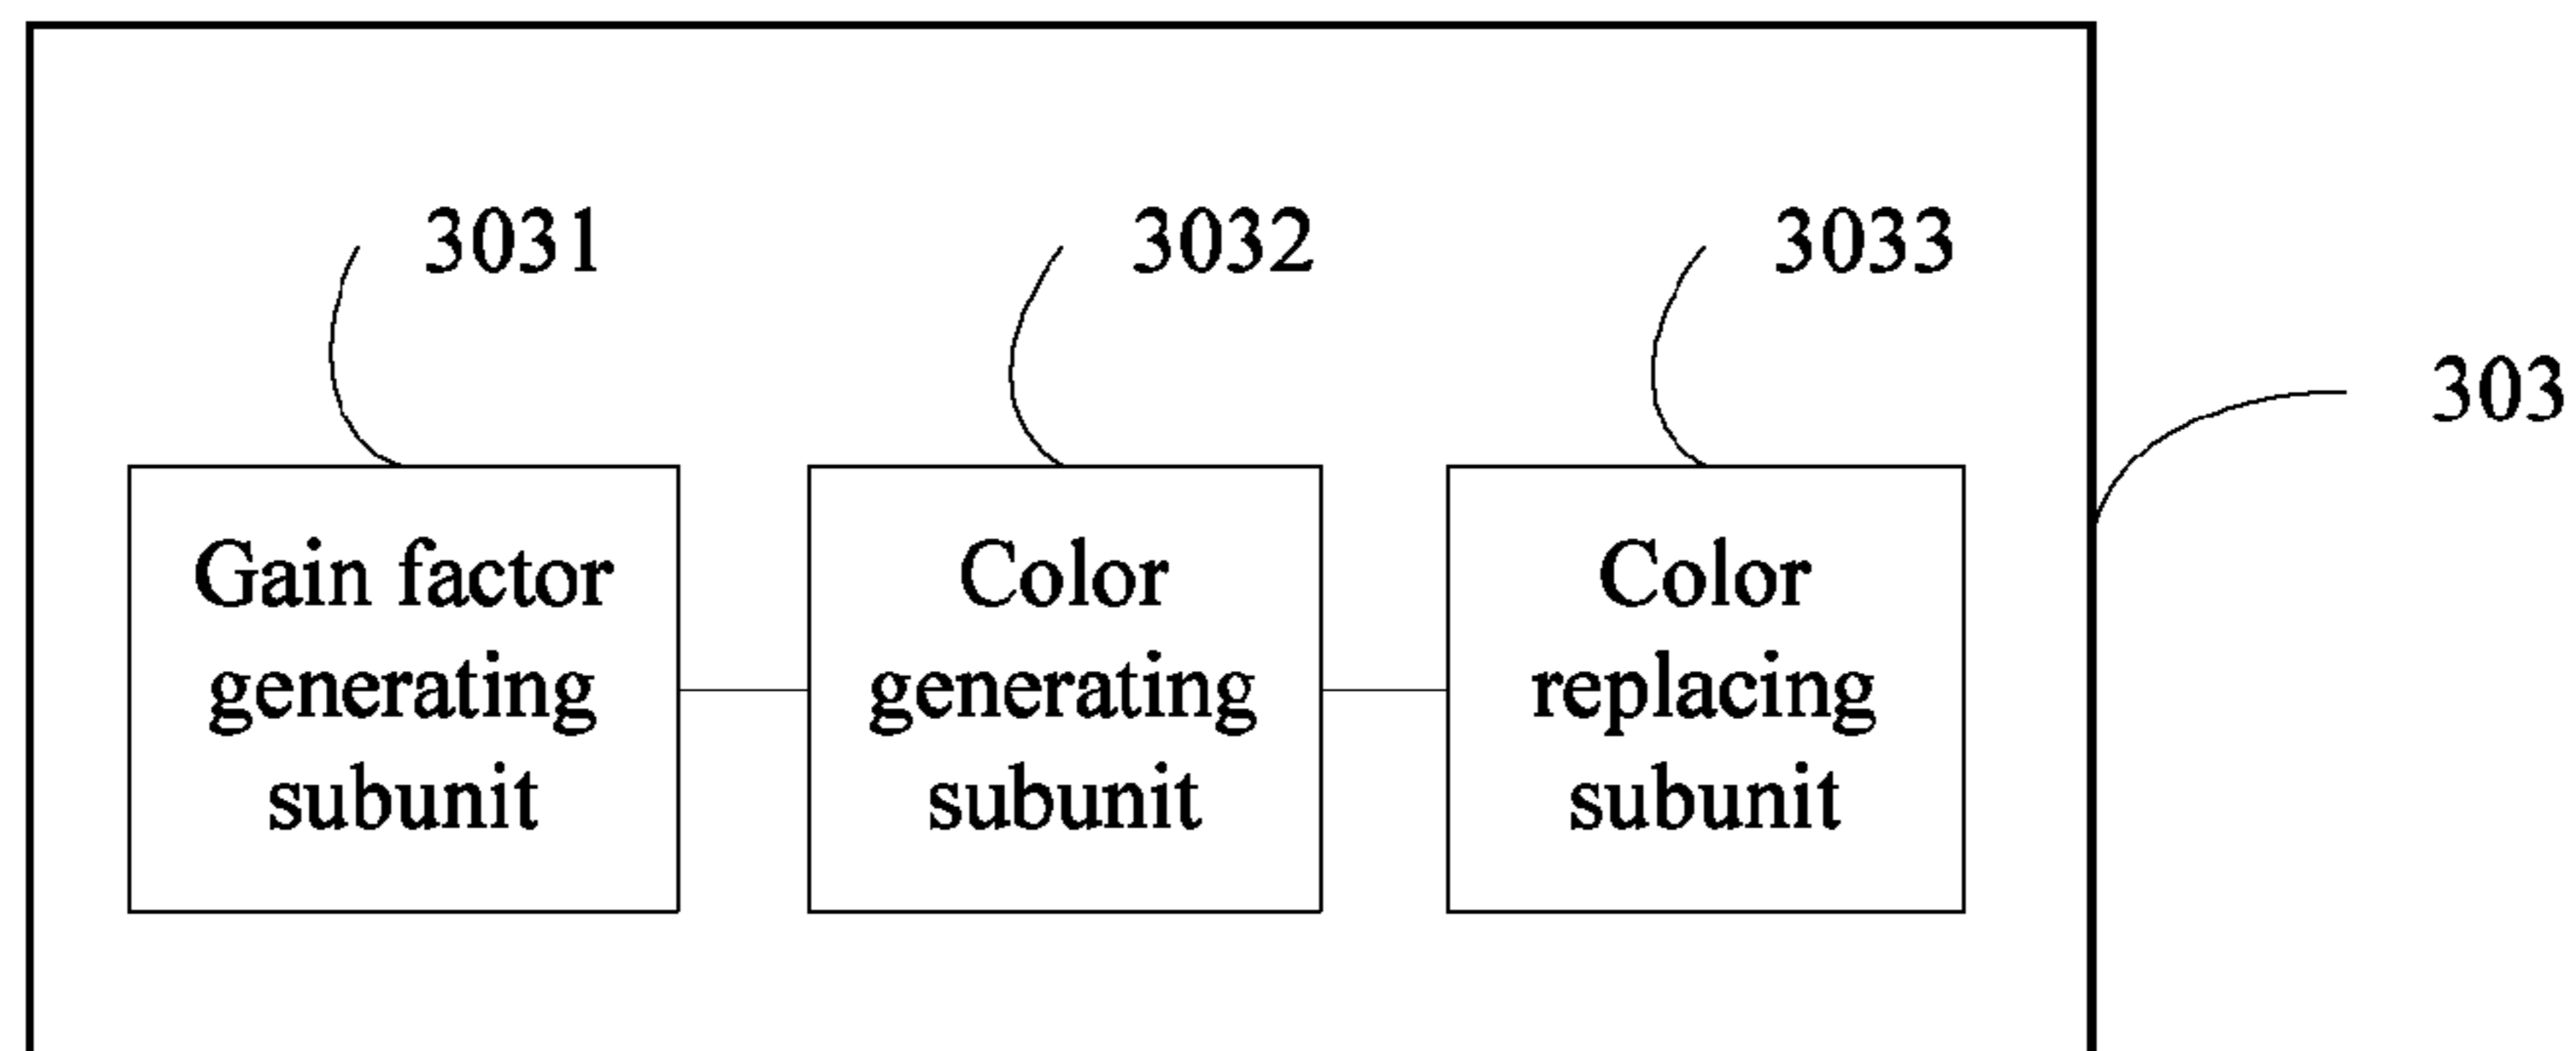 3031
3032
3033
303
Gain factor
generating
subunit
Color
generating
subunit
Color
replacing
subunit